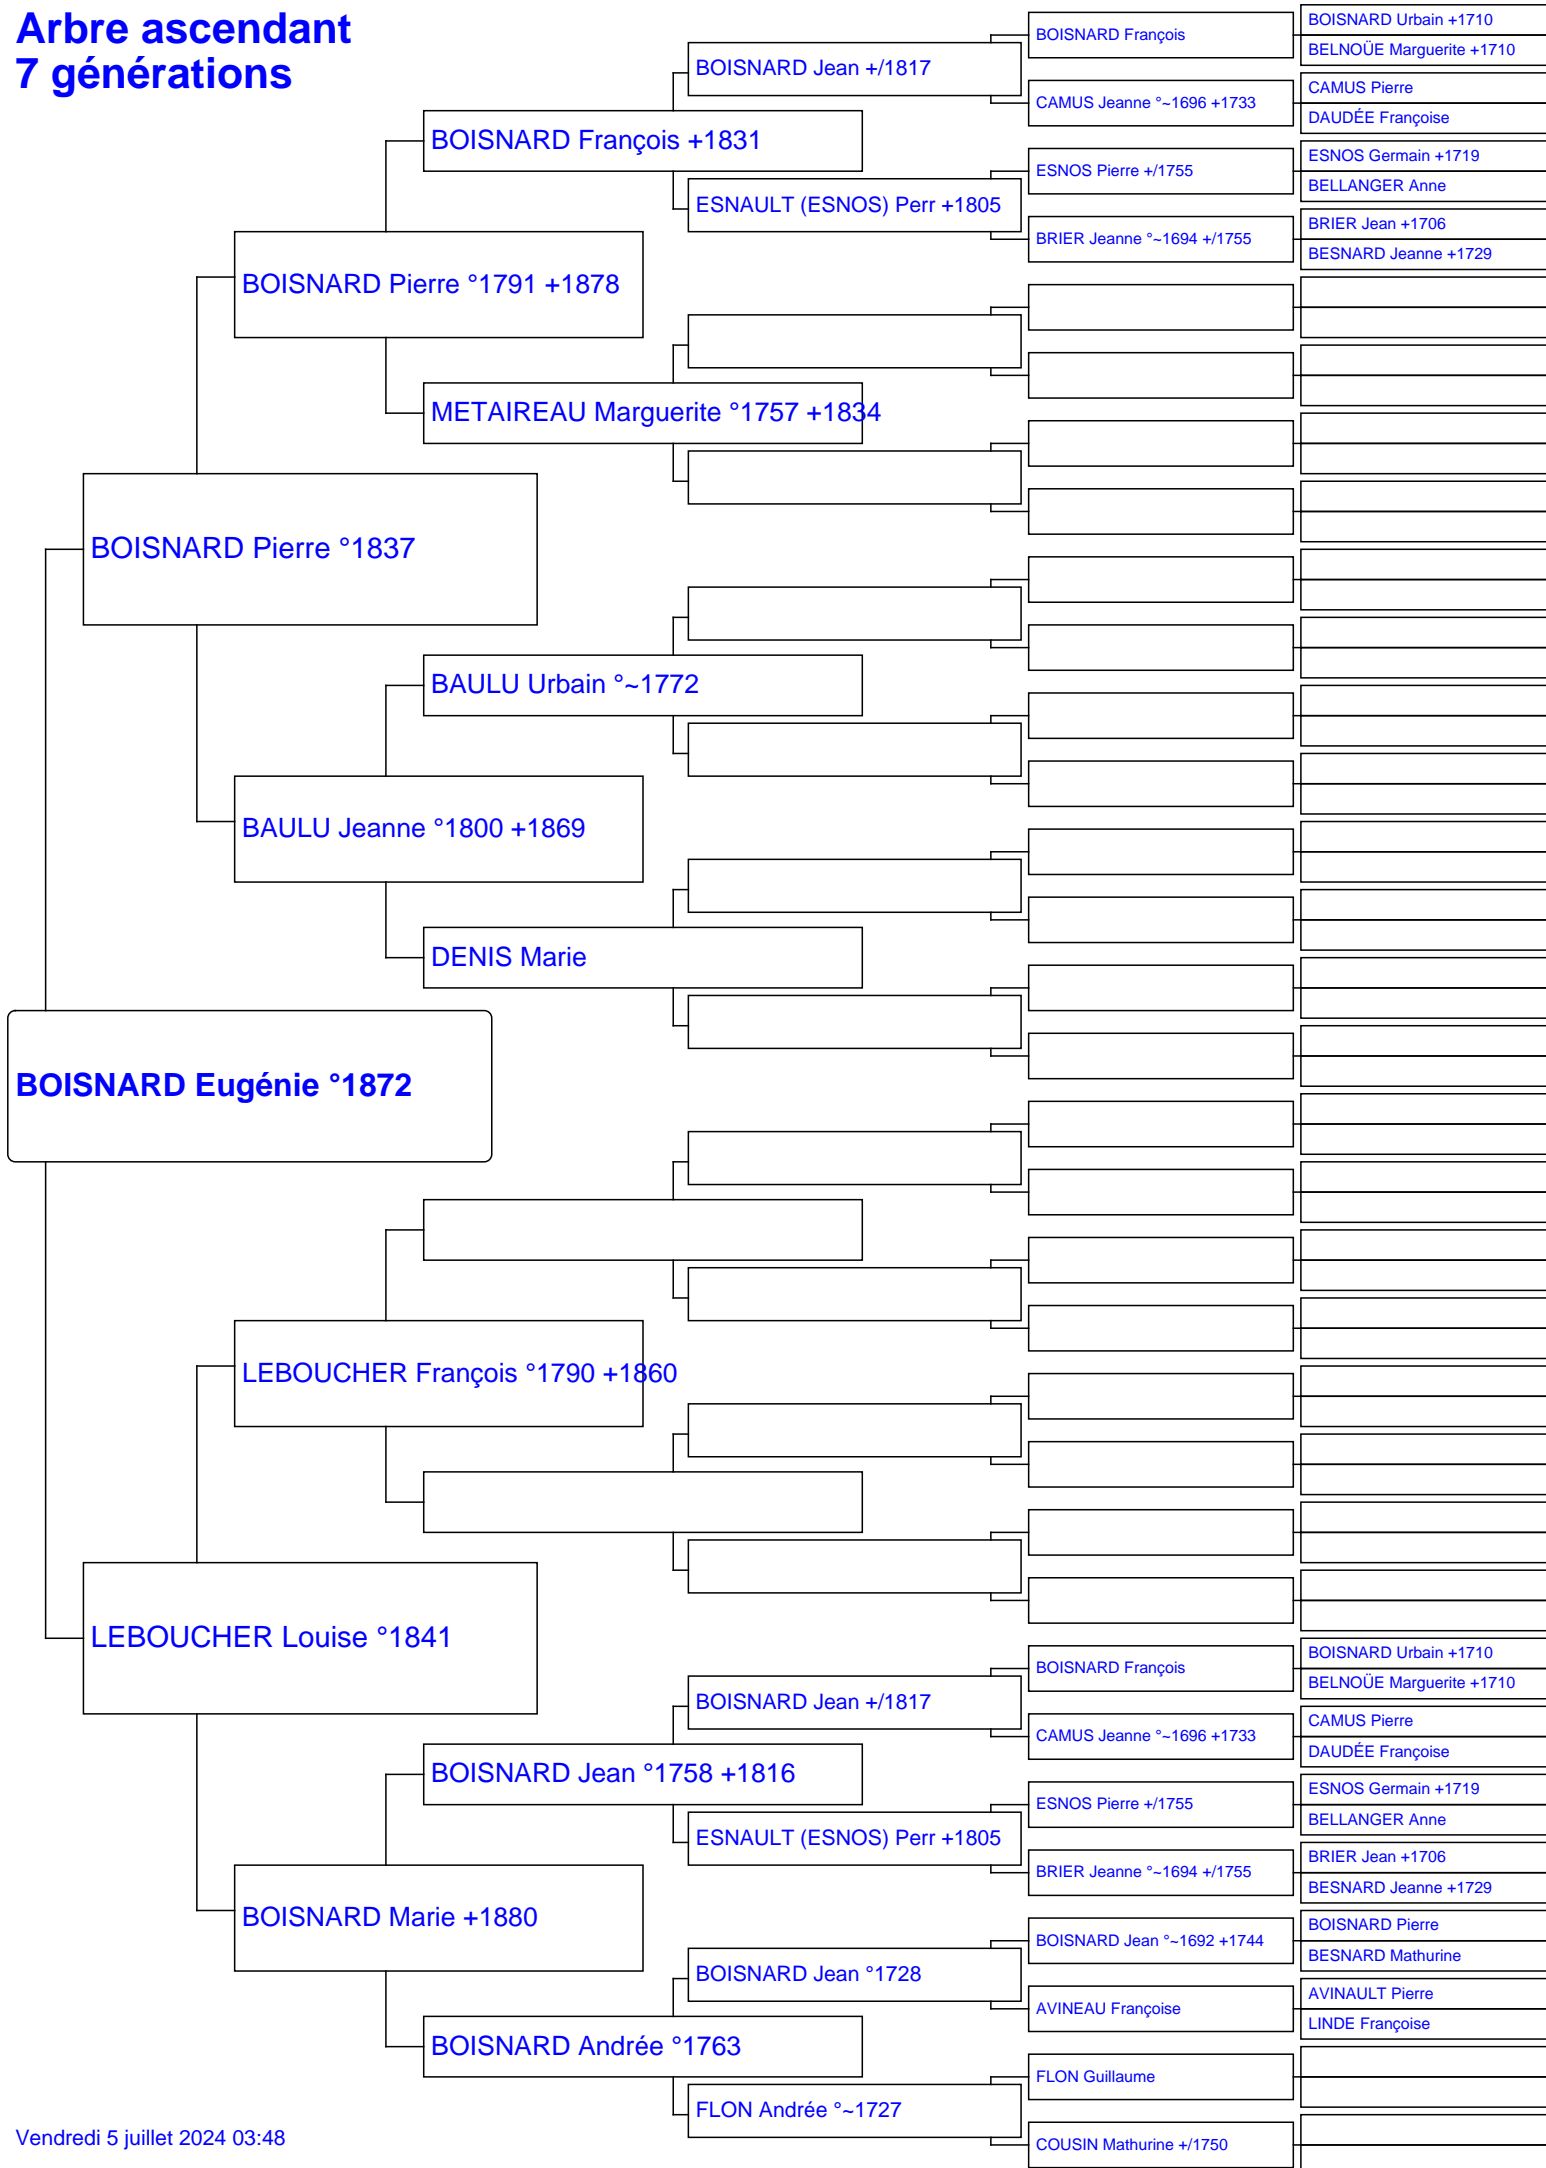 Arbre ascendant
7 générations
BOISNARD François
BOISNARD Urbain +1710
BELNOÜE Marguerite +1710
BOISNARD Jean +/1817
CAMUS Jeanne °~1696 +1733
CAMUS Pierre
DAUDÉE Françoise
BOISNARD François +1831
ESNOS Pierre +/1755
ESNOS Germain +1719
BELLANGER Anne
ESNAULT (ESNOS) Perr +1805
BRIER Jeanne °~1694 +/1755
BRIER Jean +1706
BESNARD Jeanne +1729
BOISNARD Pierre °1791 +1878
METAIREAU Marguerite °1757 +1834
BOISNARD Pierre °1837
BAULU Urbain °~1772
BAULU Jeanne °1800 +1869
DENIS Marie
BOISNARD Eugénie °1872
LEBOUCHER François °1790 +1860
LEBOUCHER Louise °1841
BOISNARD François
BOISNARD Urbain +1710
BELNOÜE Marguerite +1710
BOISNARD Jean +/1817
CAMUS Jeanne °~1696 +1733
CAMUS Pierre
DAUDÉE Françoise
BOISNARD Jean °1758 +1816
ESNOS Pierre +/1755
ESNOS Germain +1719
BELLANGER Anne
ESNAULT (ESNOS) Perr +1805
BRIER Jeanne °~1694 +/1755
BRIER Jean +1706
BESNARD Jeanne +1729
BOISNARD Marie +1880
BOISNARD Jean °~1692 +1744
BOISNARD Pierre
BESNARD Mathurine
BOISNARD Jean °1728
AVINEAU Françoise
AVINAULT Pierre
LINDE Françoise
BOISNARD Andrée °1763
FLON Guillaume
FLON Andrée °~1727
COUSIN Mathurine +/1750
Vendredi 5 juillet 2024 03:48